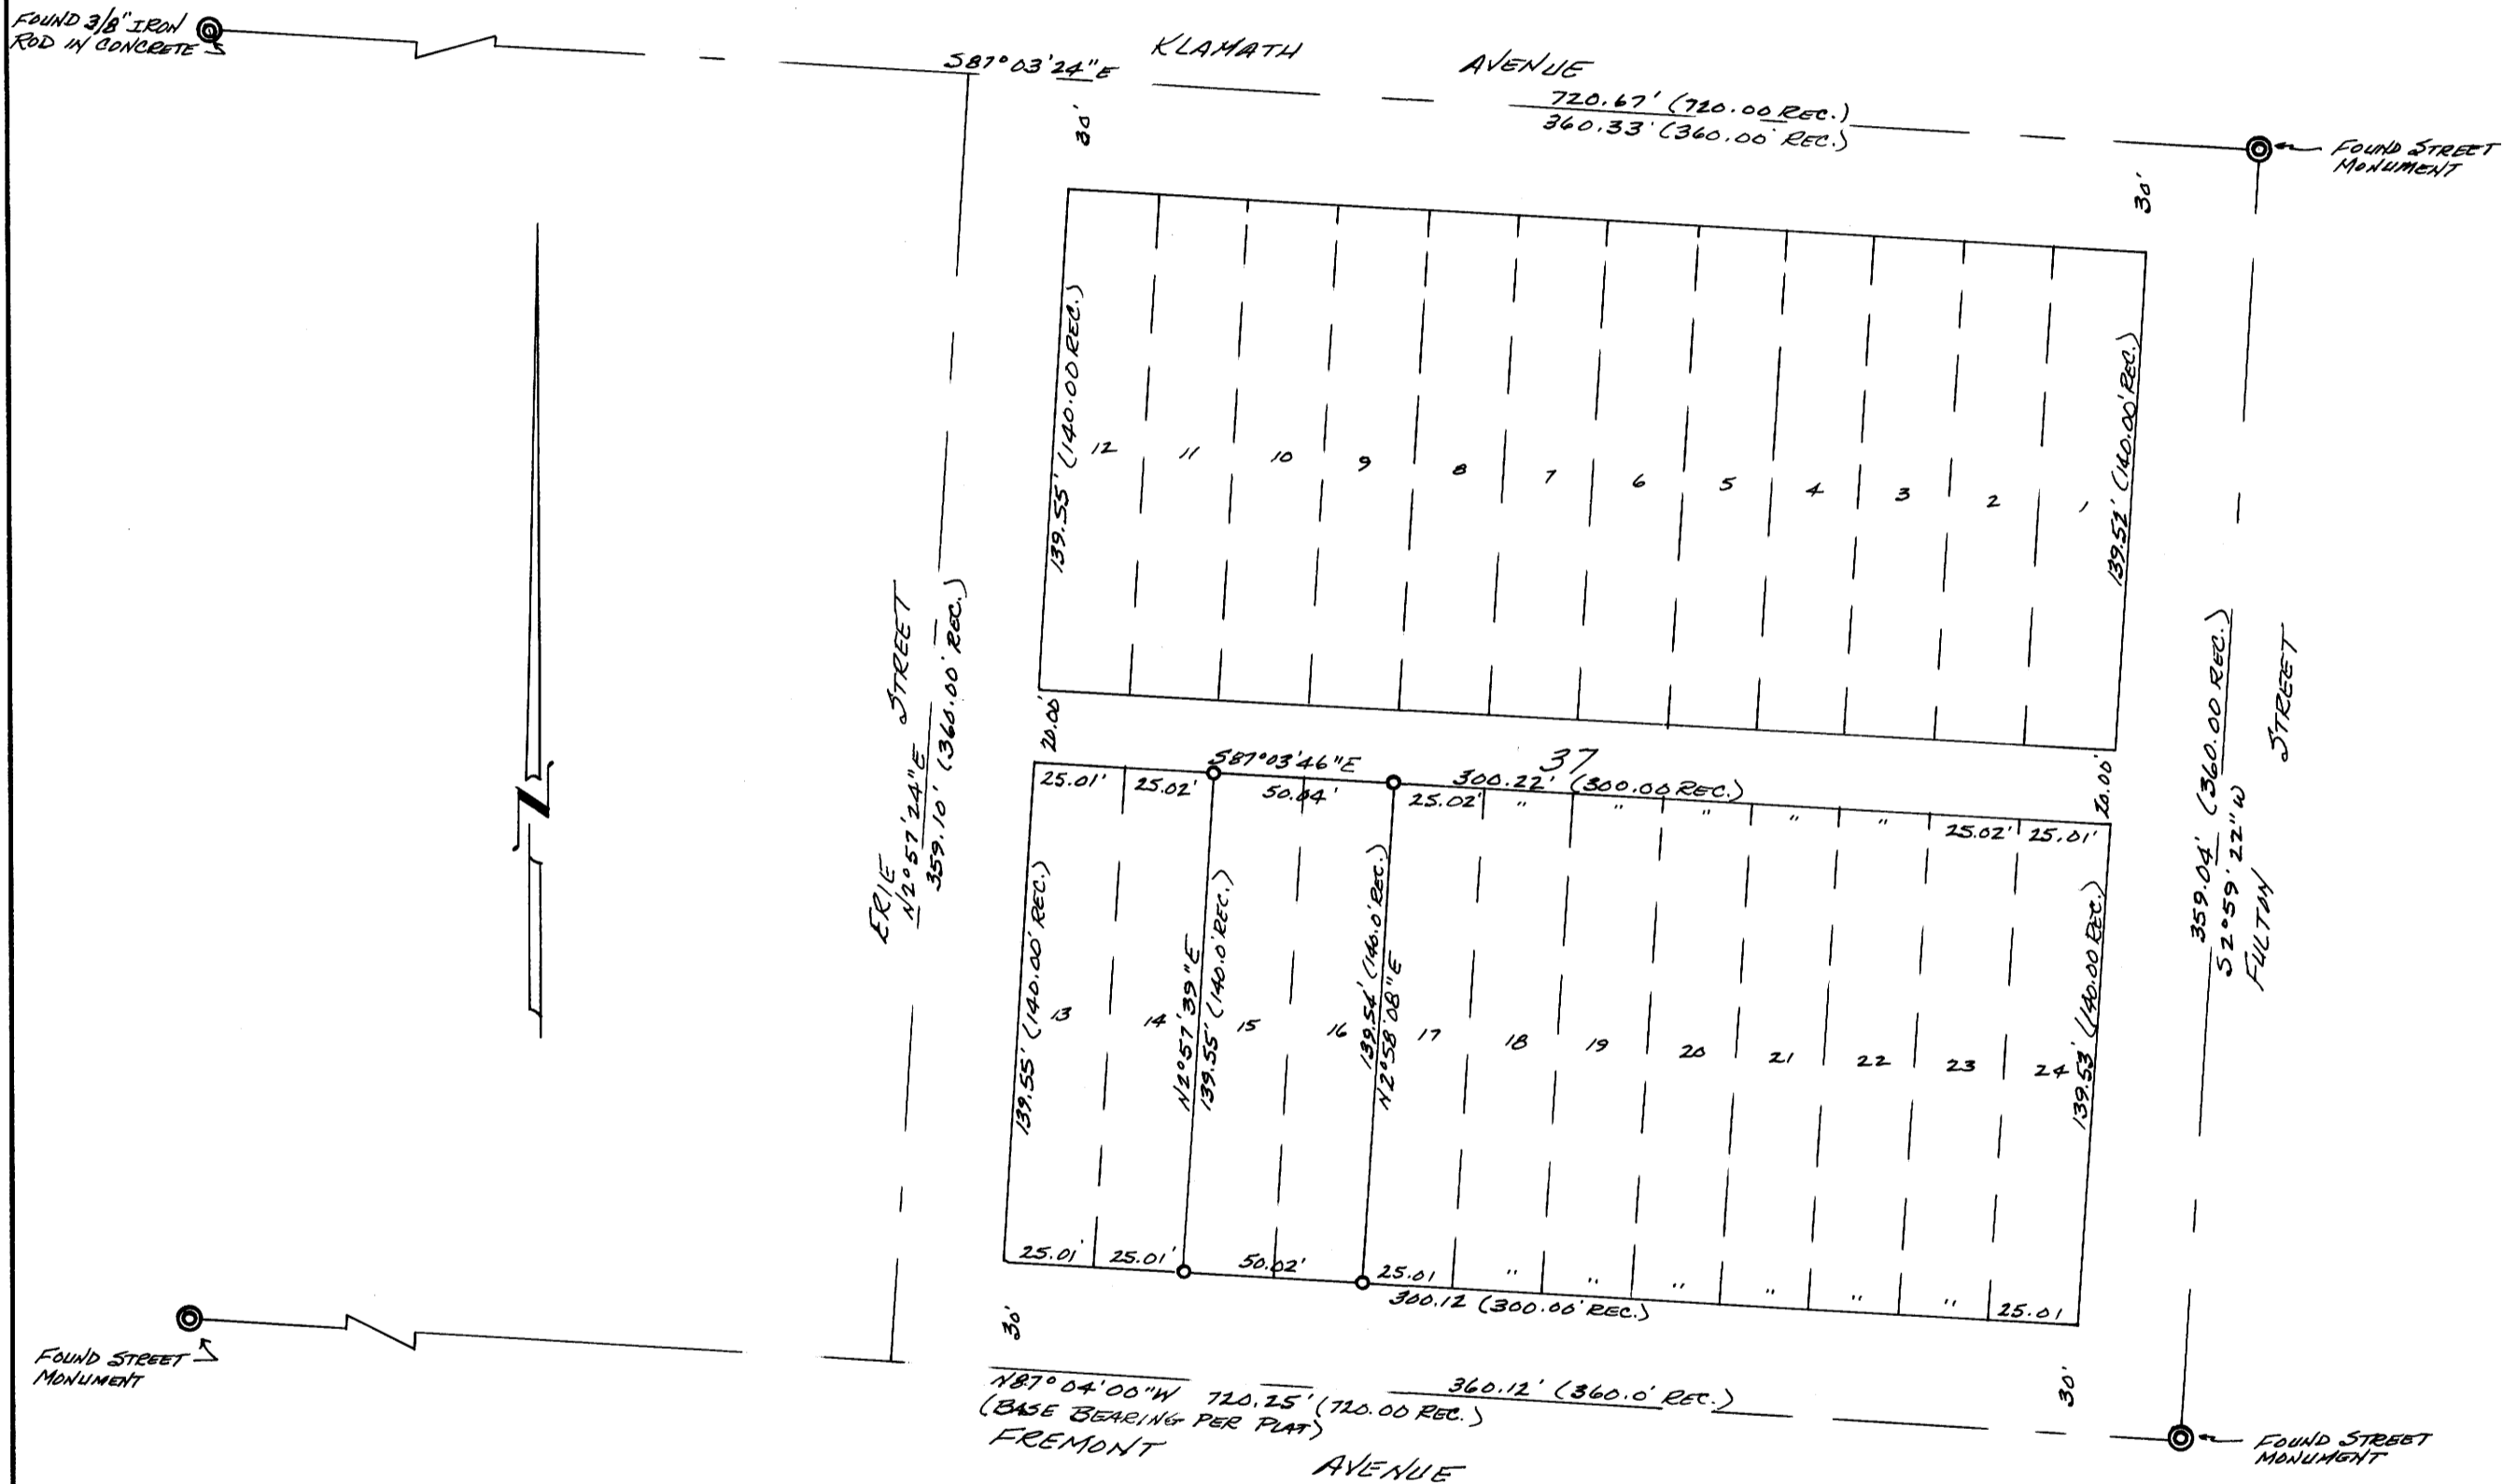 FOUND 3/8" IRON
ROD IN CONCRETE
S87°03'24"E
KLAMATH
AVENUE
720.67' (720.00 REC.)
360.33' (360.00' REC.)
FOUND STREET
MONUMENT
30'
30'
139.55' (140.00 REC.)
12
11
10
9
8
7
6
5
4
3
2
1
139.52' (140.00' REC.)
20.00'
20.00'
ERIE STREET
N2°57'24"E
359.10' (360.00' REC.)
359.04' (360.00 REC.)
S2°59'22"W
FULTON STREET
37
S87°03'46"E
300.22' (300.00 REC.)
25.01'
25.02'
50.04'
25.02'
"
"
"
"
"
25.02'
25.01'
139.55' (140.00' REC.)
13
14
N2°57'39"E
139.55' (140.0' REC.)
15
16
139.54' (140.0' REC.)
N2°58'08"E
17
18
19
20
21
22
23
24
139.53' (140.00 REC.)
25.01'
25.01'
50.02'
25.01
"
"
"
"
"
"
25.01
300.12 (300.00' REC.)
30'
30'
FOUND STREET
MONUMENT
N87°04'00"W 720.25' (720.00 REC.)
360.12' (360.0' REC.)
(BASE BEARING PER PLAT)
FREMONT
AVENUE
FOUND STREET
MONUMENT
N